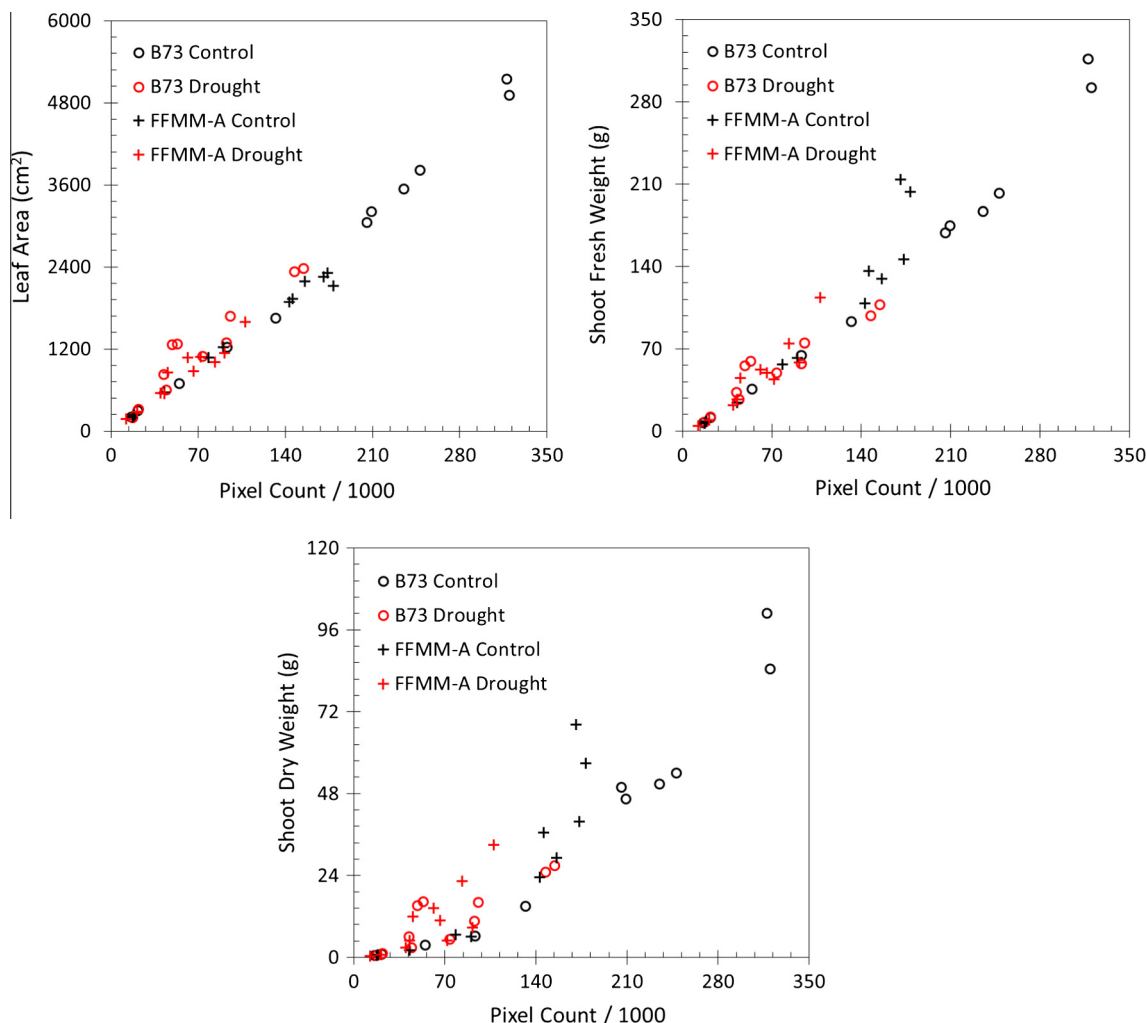 6000
4800
3600
2400
1200
0
Leaf Area (cm²)
B73 Control
B73 Drought
FFMM-A Control
FFMM-A Drought
0 70 140 210 280 350
Pixel Count / 1000
350
280
210
140
70
0
Shoot Fresh Weight (g)
B73 Control
B73 Drought
FFMM-A Control
FFMM-A Drought
0 70 140 210 280 350
Pixel Count / 1000
120
96
72
48
24
0
Shoot Dry Weight (g)
B73 Control
B73 Drought
FFMM-A Control
FFMM-A Drought
0 70 140 210 280 350
Pixel Count / 1000